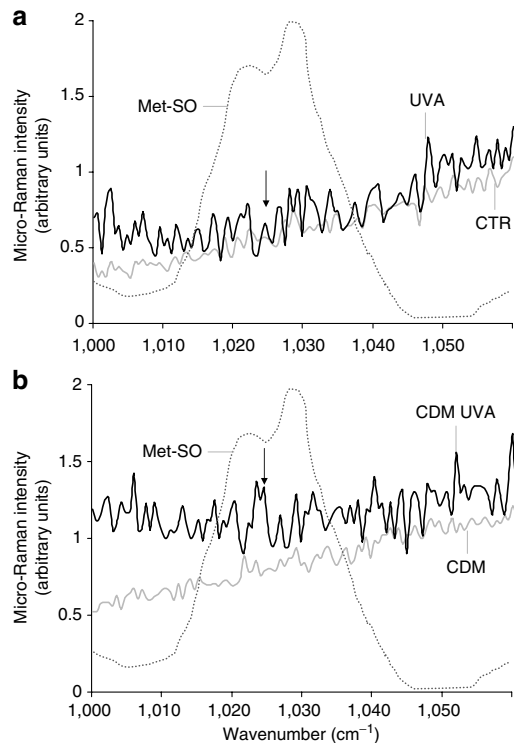 a
Micro-Raman intensity
(arbitrary units)
2
1.5
1
0.5
0
Met-SO
UVA
CTR
1,000
1,010
1,020
1,030
1,040
1,050
b
Micro-Raman intensity
(arbitrary units)
2
1.5
1
0.5
0
Met-SO
CDM UVA
CDM
1,000
1,010
1,020
1,030
1,040
1,050
Wavenumber (cm⁻¹)